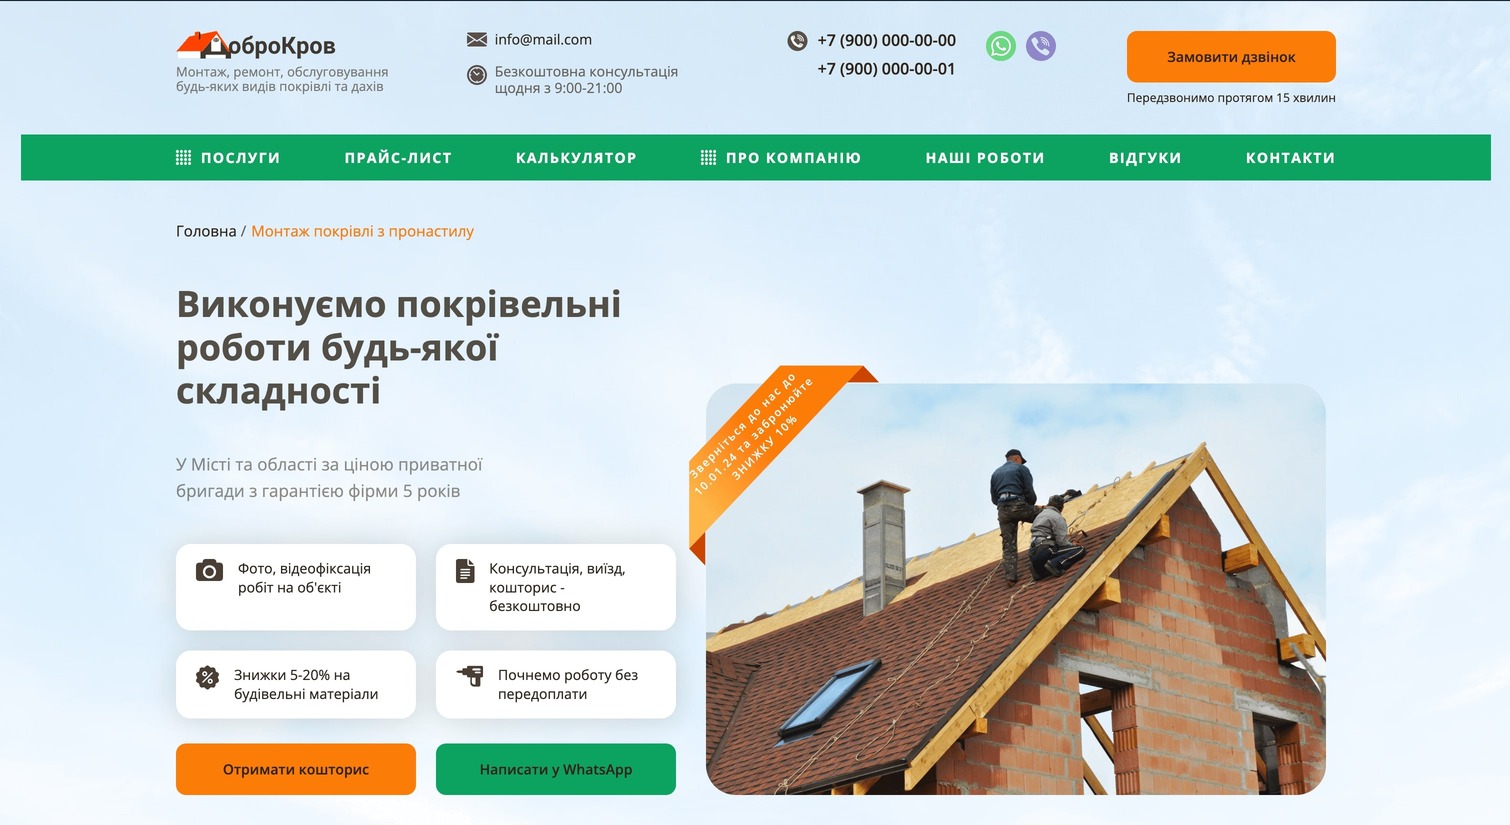 ДоброКров
Монтаж, ремонт, обслуговування
будь-яких видів покрівлі та дахів
info@mail.com
Безкоштовна консультація
щодня з 9:00-21:00
+7 (900) 000-00-00
+7 (900) 000-00-01
Замовити дзвінок
Передзвонимо протягом 15 хвилин
ПОСЛУГИ
ПРАЙС-ЛИСТ
КАЛЬКУЛЯТОР
ПРО КОМПАНІЮ
НАШІ РОБОТИ
ВІДГУКИ
КОНТАКТИ
Головна / Монтаж покрівлі з пронастилу
Виконуємо покрівельні
роботи будь-якої
складності
У Місті та області за ціною приватної
бригади з гарантією фірми 5 років
Зверніться до нас до
10.01.24 та забронюйте
ЗНИЖКУ 10%
Фото, відеофіксація
робіт на об'єкті
Консультація, виїзд,
кошторис -
безкоштовно
Знижки 5-20% на
будівельні матеріали
Почнемо роботу без
передоплати
Отримати кошторис
Написати у WhatsApp